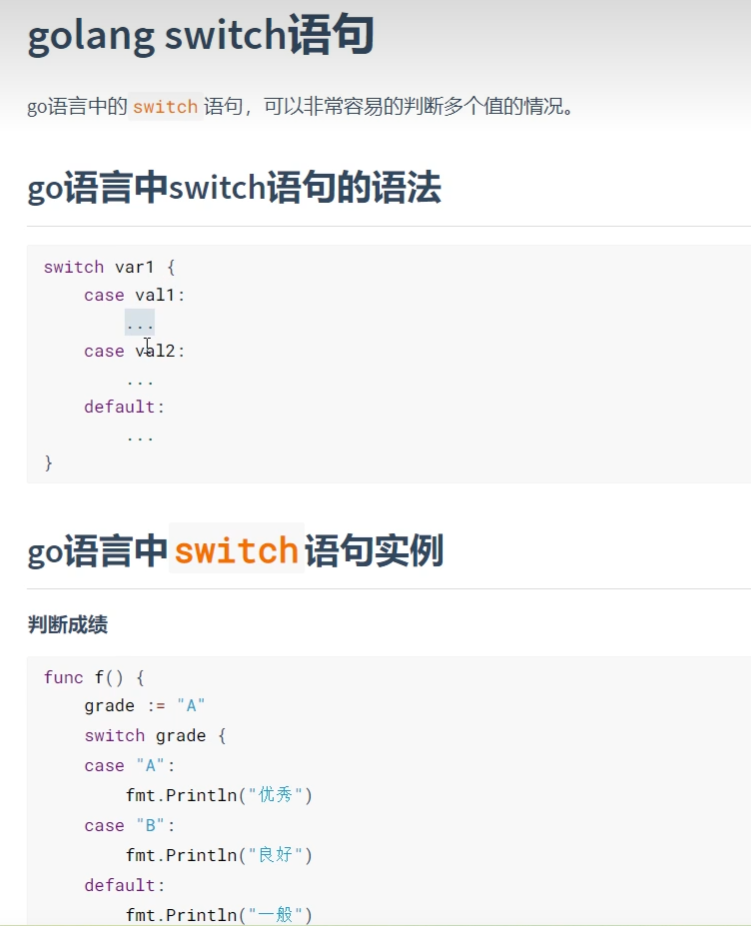 golang switch语句
go语言中的 switch 语句，可以非常容易的判断多个值的情况。
go语言中switch语句的语法
switch var1 {
    case val1:
        ...
    case val2:
        ...
    default:
        ...
}
go语言中 switch 语句实例
判断成绩
func f() {
    grade := "A"
    switch grade {
    case "A":
        fmt.Println("优秀")
    case "B":
        fmt.Println("良好")
    default:
        fmt.Println("一般")